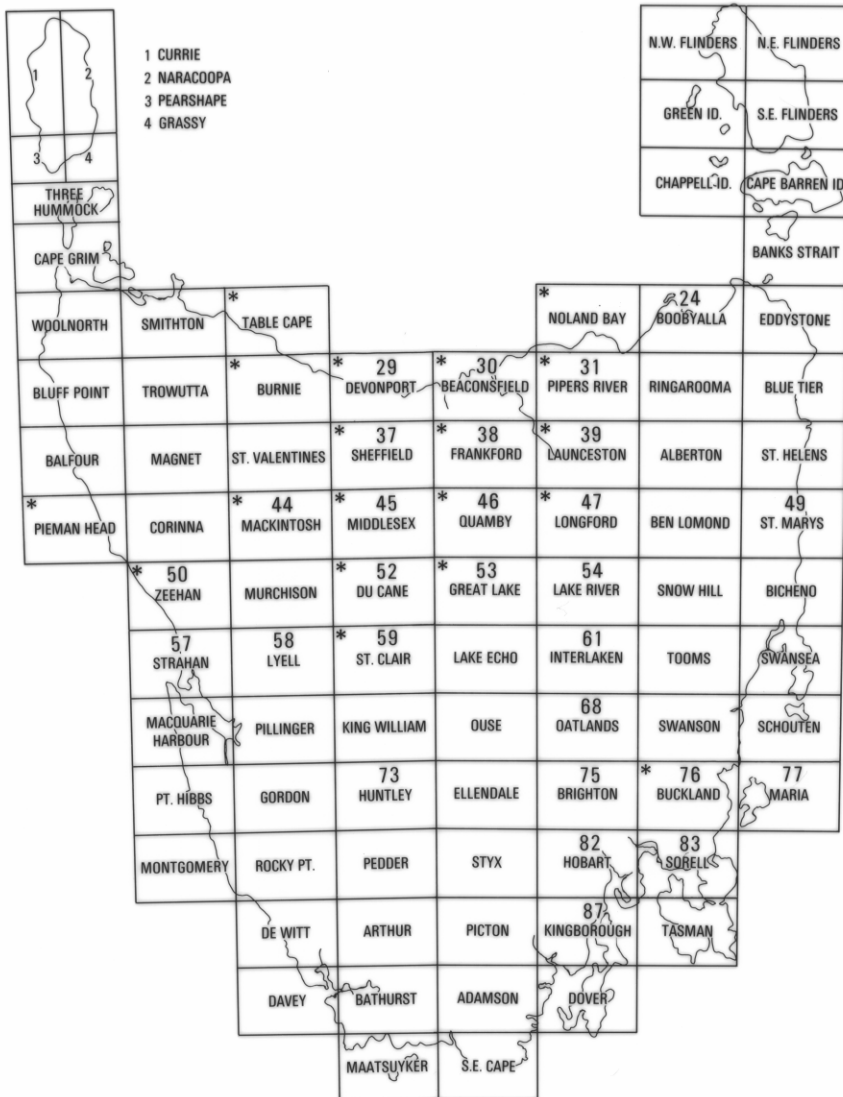 1 CURRIE
2 NARACOOPA
3 PEARSHAPE
4 GRASSY
1 2
3 4
N.W. FLINDERS N.E. FLINDERS
GREEN ID. S.E. FLINDERS
CHAPPELL ID. CAPE BARREN ID
THREE
HUMMOCK
CAPE GRIM BANKS STRAIT
* * 24
WOOLNORTH SMITHTON TABLE CAPE NOLAND BAY BOOBYALLA EDDYSTONE
* * 29 * 30 * 31
BLUFF POINT TROWUTTA BURNIE DEVONPORT BEACONSFIELD PIPERS RIVER RINGAROOMA BLUE TIER
* 37 * 38 * 39
BALFOUR MAGNET ST. VALENTINES SHEFFIELD FRANKFORD LAUNCESTON ALBERTON ST. HELENS
* * 44 * 45 * 46 * 47 49
PIEMAN HEAD CORINNA MACKINTOSH MIDDLESEX QUAMBY LONGFORD BEN LOMOND ST. MARYS
* 50 * 52 * 53 54
ZEEHAN MURCHISON DU CANE GREAT LAKE LAKE RIVER SNOW HILL BICHENO
57 58 * 59 61
STRAHAN LYELL ST. CLAIR LAKE ECHO INTERLAKEN TOOMS SWANSEA
68
MACQUARIE
HARBOUR PILLINGER KING WILLIAM OUSE OATLANDS SWANSON SCHOUTEN
73 75 * 76 77
PT. HIBBS GORDON HUNTLEY ELLENDALE BRIGHTON BUCKLAND MARIA
82 83
MONTGOMERY ROCKY PT. PEDDER STYX HOBART SORELL
87
DE WITT ARTHUR PICTON KINGBOROUGH TASMAN
DAVEY BATHURST ADAMSON DOVER
MAATSUYKER S.E. CAPE